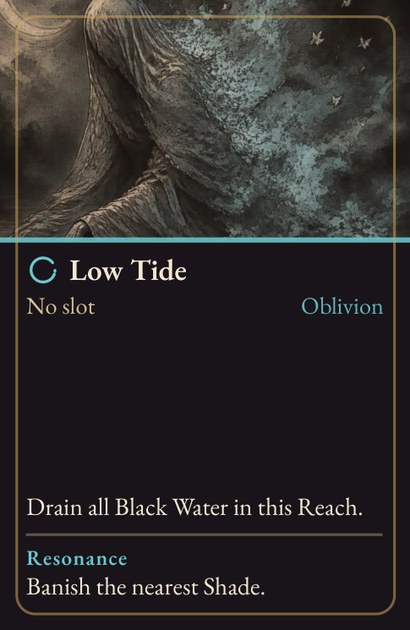 Low Tide
No slot
Oblivion
Drain all Black Water in this Reach.
Resonance
Banish the nearest Shade.